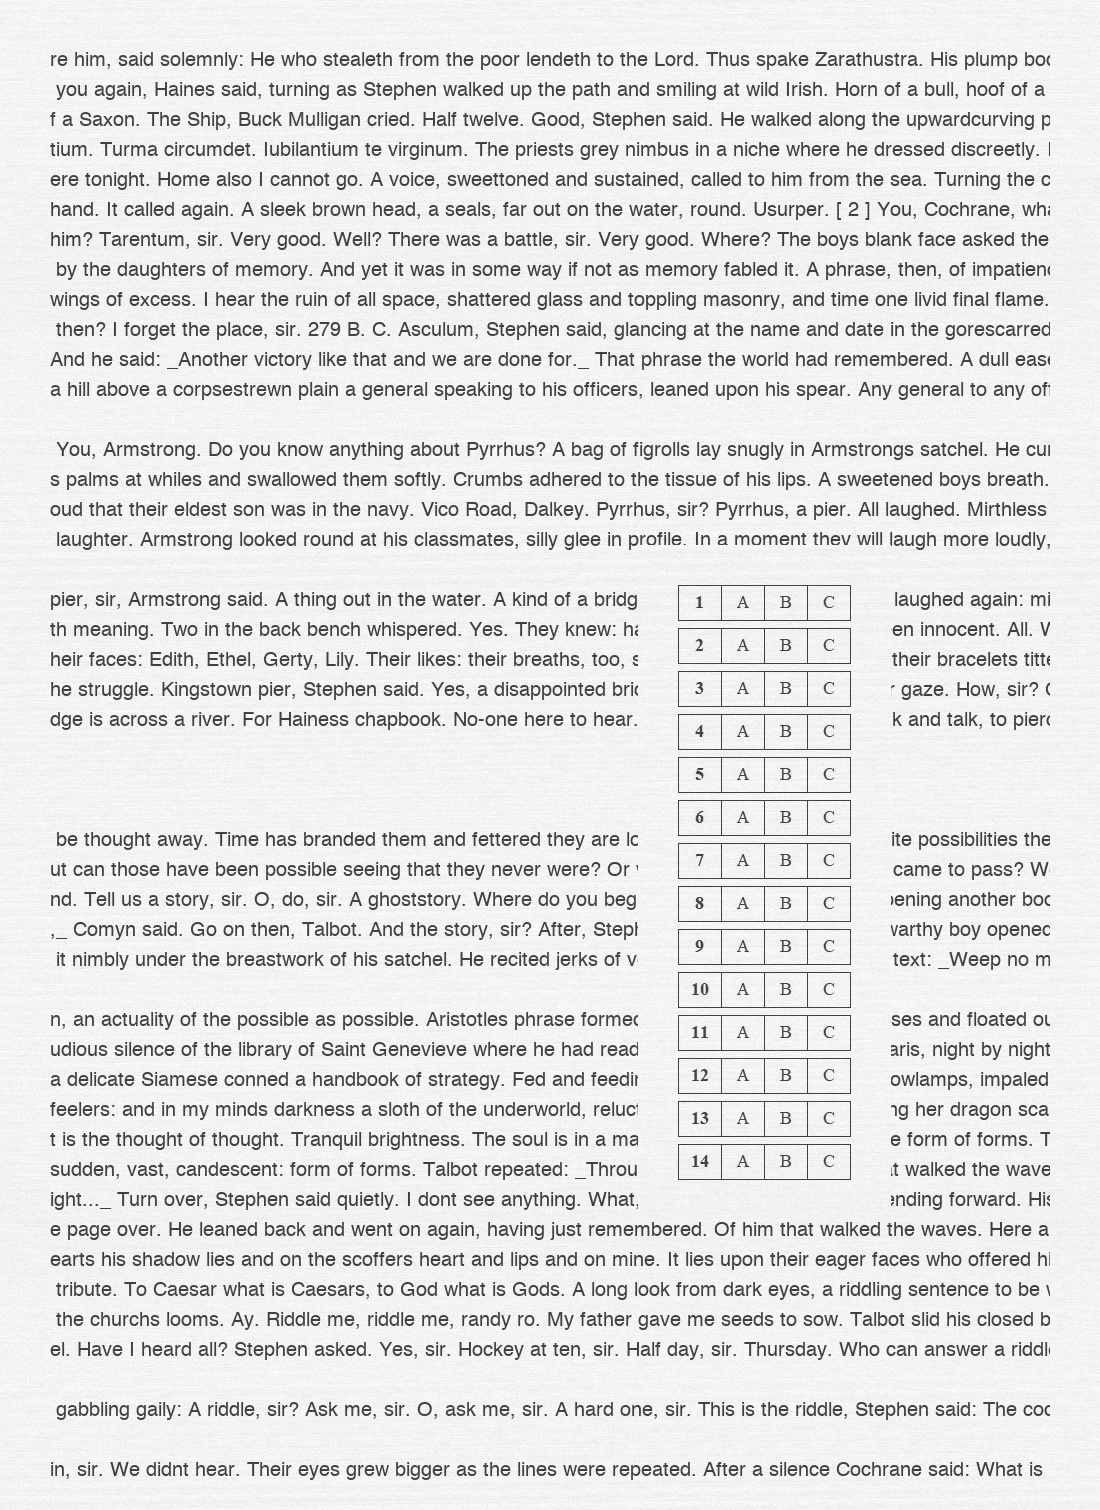 re him, said solemnly: He who stealeth from the poor lendeth to the Lord. Thus spake Zarathustra. His plump
you again, Haines said, turning as Stephen walked up the path and smiling at wild Irish. Horn of a bull, hoof of a
f a Saxon. The Ship, Buck Mulligan cried. Half twelve. Good, Stephen said. He walked along the upwardcurving
tium. Turma circumdet. Iubilantium te virginum. The priests grey nimbus in a niche where he dressed discreetly.
ere tonight. Home also I cannot go. A voice, sweettoned and sustained, called to him from the sea. Turning the c
hand. It called again. A sleek brown head, a seals, far out on the water, round. Usurper. [ 2 ] You, Cochrane,
him? Tarentum, sir. Very good. Well? There was a battle, sir. Very good. Where? The boys blank face asked the
by the daughters of memory. And yet it was in some way if not as memory fabled it. A phrase, then, of
wings of excess. I hear the ruin of all space, shattered glass and toppling masonry, and time one livid final flame.
then? I forget the place, sir. 279 B. C. Asculum, Stephen said, glancing at the name and date in the gorescarred
And he said: _Another victory like that and we are done for._ That phrase the world had remembered. A dull
a hill above a corpsestrewn plain a general speaking to his officers, leaned upon his spear. Any general to any
You, Armstrong. Do you know anything about Pyrrhus? A bag of figrolls lay snugly in Armstrongs satchel. He
s palms at whiles and swallowed them softly. Crumbs adhered to the tissue of his lips. A sweetened boys breath.
oud that their eldest son was in the navy. Vico Road, Dalkey. Pyrrhus, sir? Pyrrhus, a pier. All laughed. Mirthless
laughter. Armstrong looked round at his classmates, silly glee in profile. In a moment they will laugh more loudly,
pier, sir, Armstrong said. A thing out in the water. A kind of a bridg laughed again: mi
th meaning. Two in the back bench whispered. Yes. They knew: en innocent. All.
heir faces: Edith, Ethel, Gerty, Lily. Their likes: their breaths, too, their bracelets
he struggle. Kingstown pier, Stephen said. Yes, a disappointed gaze. How, sir?
dge is across a river. For Hainess chapbook. No-one here to hear. k and talk, to
be thought away. Time has branded them and fettered they are lo ite possibilities the
ut can those have been possible seeing that they never were? Or came to pass?
nd. Tell us a story, sir. O, do, sir. A ghoststory. Where do you beg ening another
,_ Comyn said. Go on then, Talbot. And the story, sir? After, warthy boy opened
it nimbly under the breastwork of his satchel. He recited jerks of text: _Weep no m
n, an actuality of the possible as possible. Aristotles phrase formed ses and floated
udious silence of the library of Saint Genevieve where he had read aris, night by night
a delicate Siamese conned a handbook of strategy. Fed and owlamps, impaled
feelers: and in my minds darkness a sloth of the underworld, ng her dragon sca
t is the thought of thought. Tranquil brightness. The soul is in a ma e form of forms.
sudden, vast, candescent: form of forms. Talbot repeated: _Throu walked the wave
ight..._ Turn over, Stephen said quietly. I dont see anything. What, ending forward. His
e page over. He leaned back and went on again, having just remembered. Of him that walked the waves. Here a
earts his shadow lies and on the scoffers heart and lips and on mine. It lies upon their eager faces who offered
tribute. To Caesar what is Caesars, to God what is Gods. A long look from dark eyes, a riddling sentence to be
the churchs looms. Ay. Riddle me, riddle me, randy ro. My father gave me seeds to sow. Talbot slid his closed
el. Have I heard all? Stephen asked. Yes, sir. Hockey at ten, sir. Half day, sir. Thursday. Who can answer a
gabbling gaily: A riddle, sir? Ask me, sir. O, ask me, sir. A hard one, sir. This is the riddle, Stephen said: The
in, sir. We didnt hear. Their eyes grew bigger as the lines were repeated. After a silence Cochrane said: What is
1 A B C
2 A B C
3 A B C
4 A B C
5 A B C
6 A B C
7 A B C
8 A B C
9 A B C
10 A B C
11 A B C
12 A B C
13 A B C
14 A B C